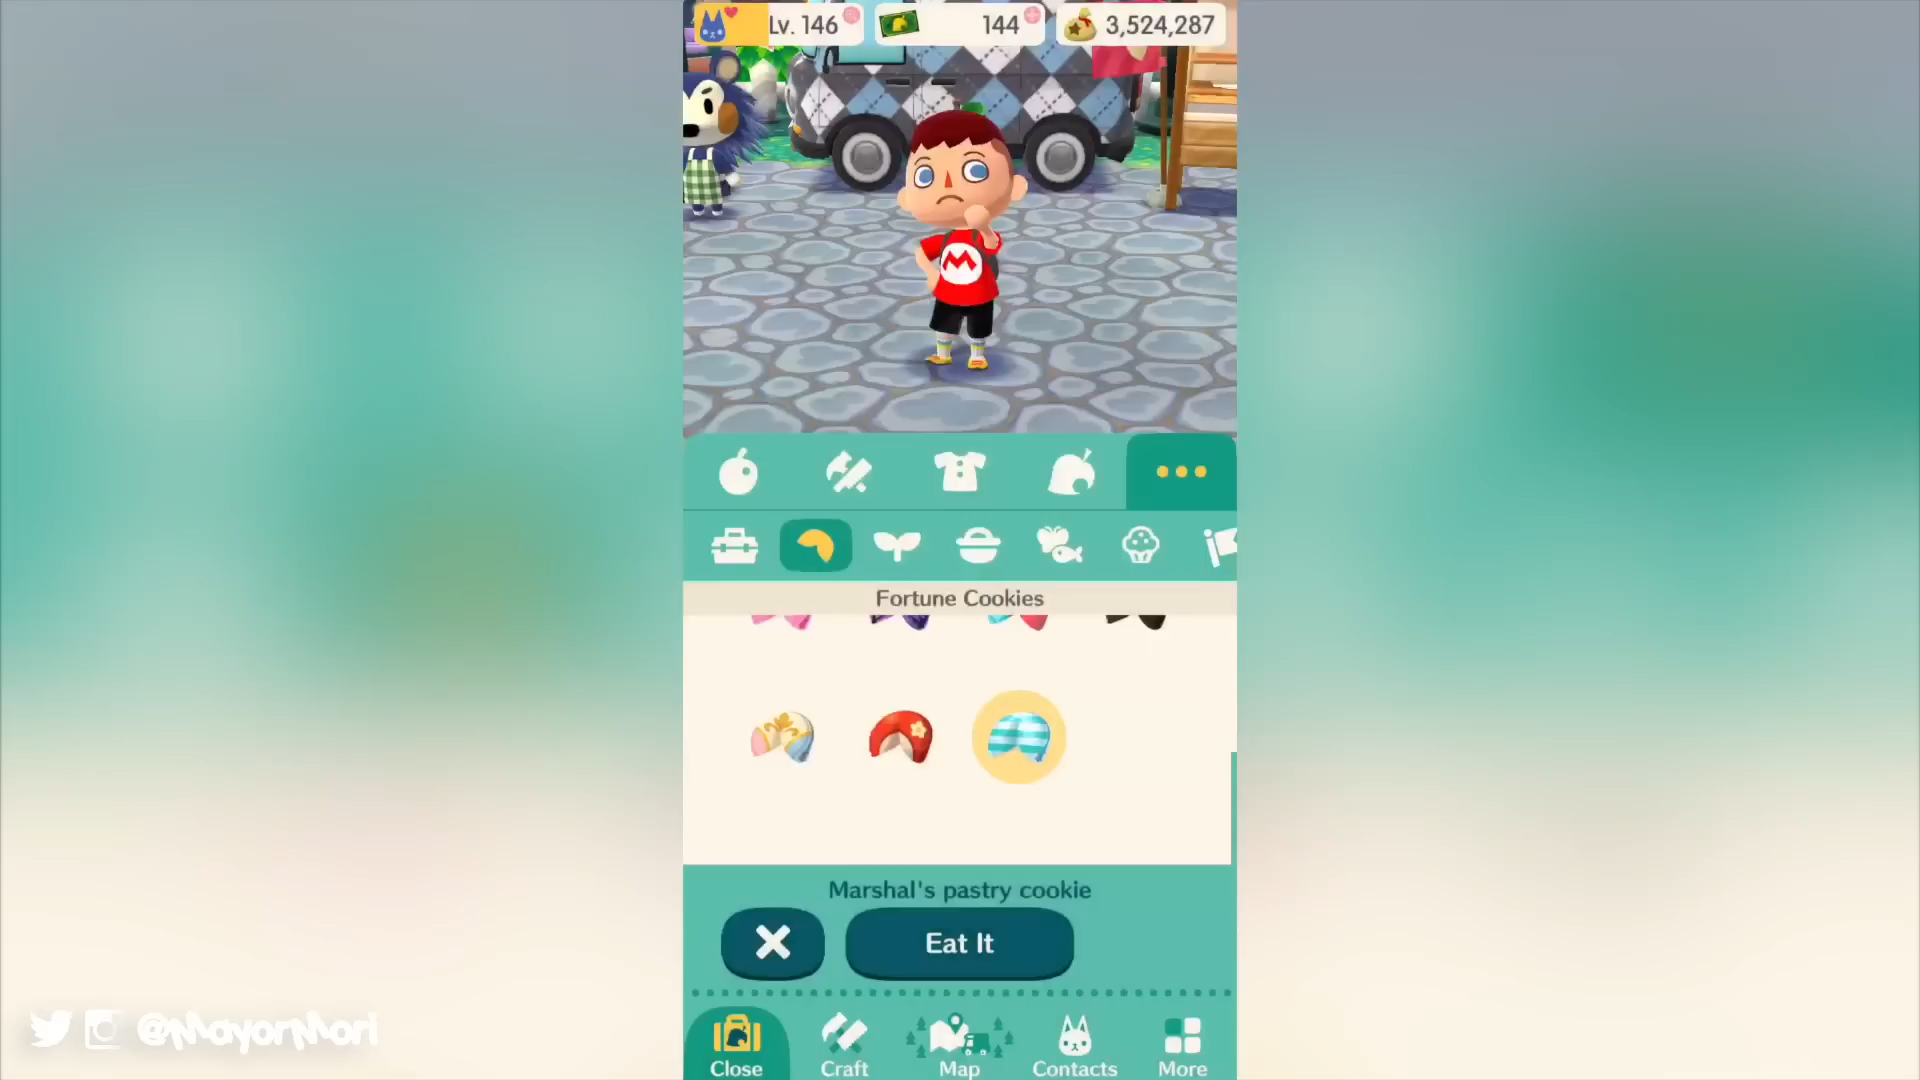 Lv. 146
144
3,524,287
M
Fortune Cookies
Marshal's pastry cookie
Eat It
Close
Craft
Map
Contacts
More
@MayorMori